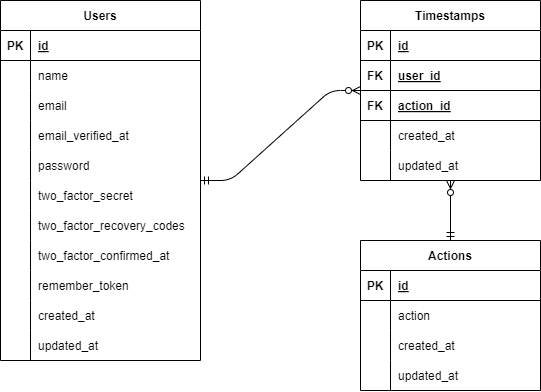 Users
PK id
name
email
email_verified_at
password
two_factor_secret
two_factor_recovery_codes
two_factor_confirmed_at
remember_token
created_at
updated_at
Timestamps
PK id
FK user_id
FK action_id
created_at
updated_at
Actions
PK id
action
created_at
updated_at